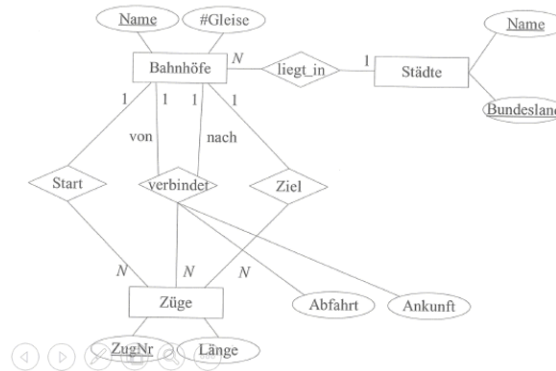 Name
#Gleise
Name
Bahnhöfe
N
liegt_in
1
Städte
1
1
1
1
von
nach
Bundesland
Start
verbindet
Ziel
N
N
N
Züge
Abfahrt
Ankunft
ZugNr
Länge